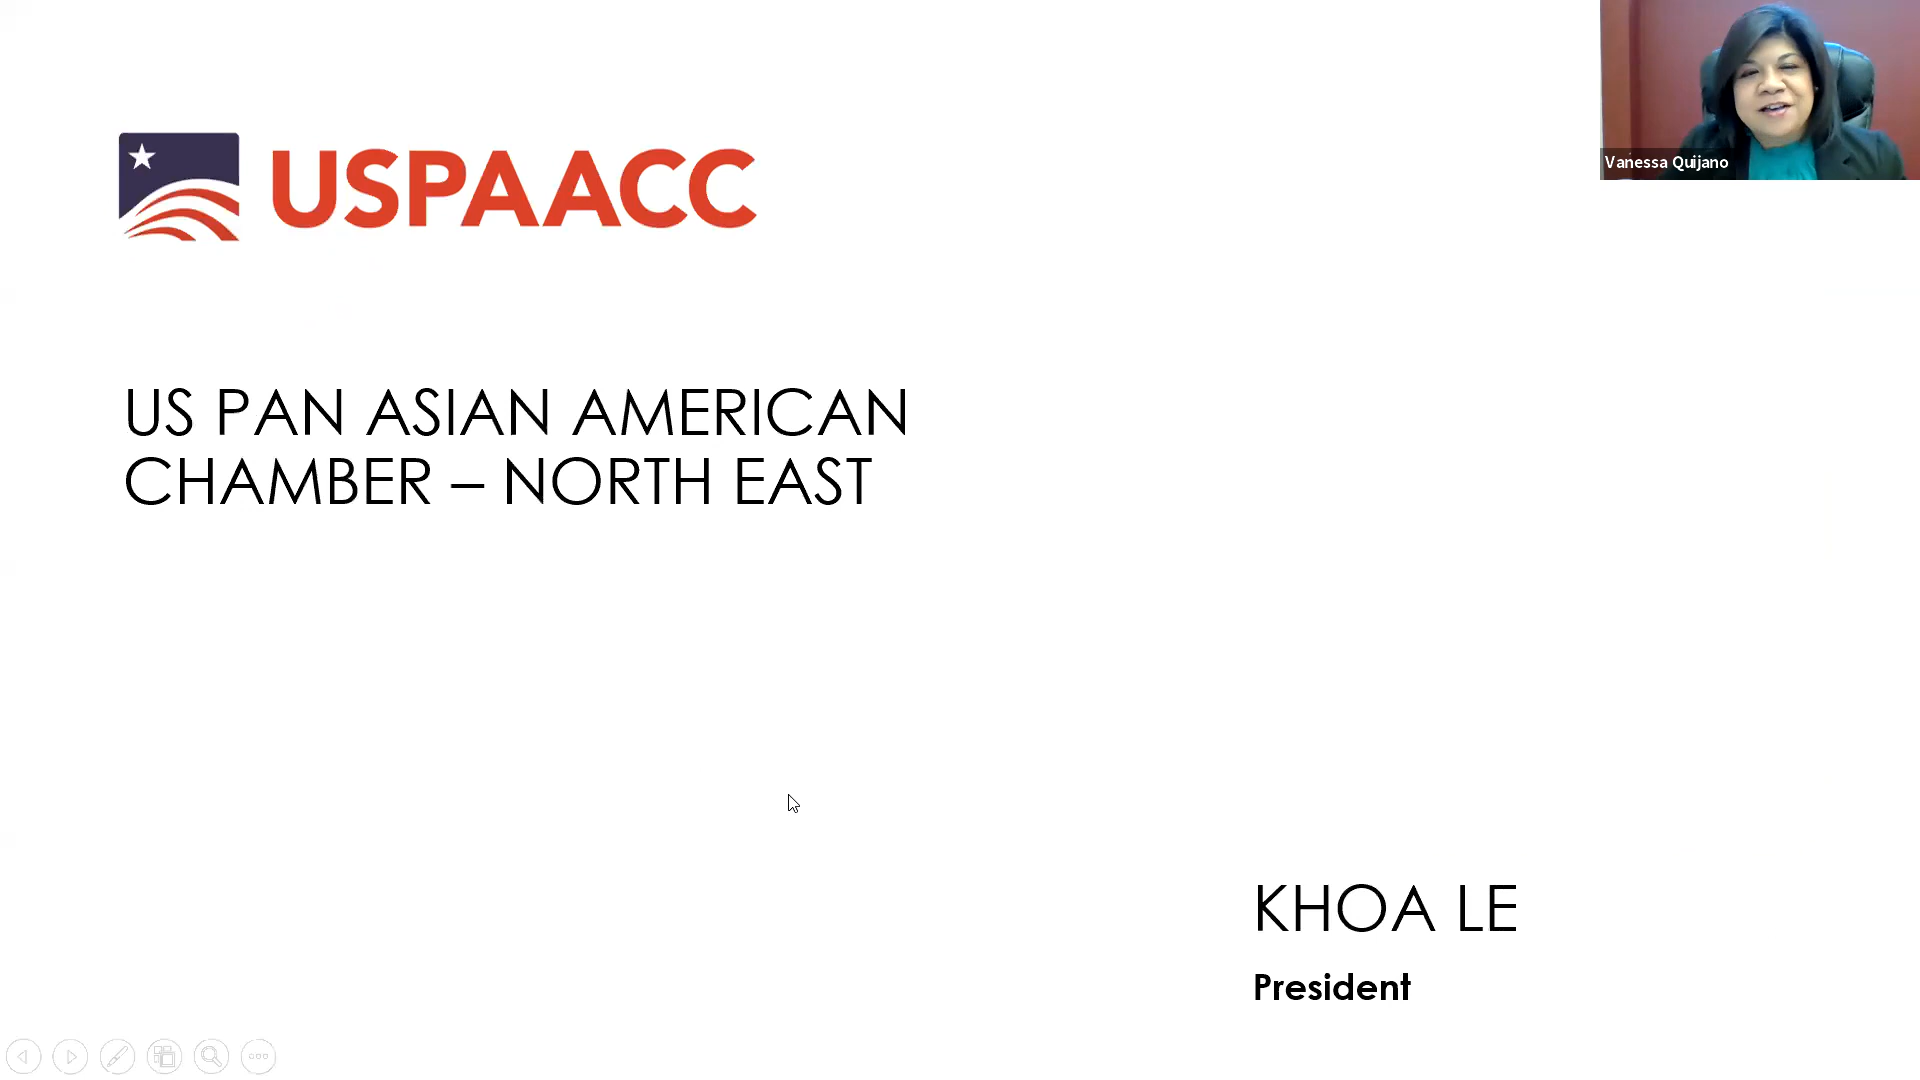 USPAACC
Vanessa Quijano
US PAN ASIAN AMERICAN
CHAMBER – NORTH EAST
KHOA LE
President